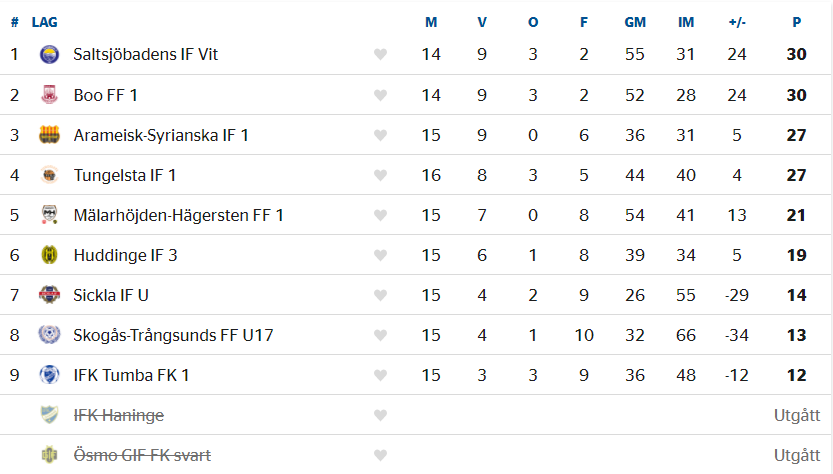 # LAG M V O F GM IM +/- P
1 Saltsjöbadens IF Vit 14 9 3 2 55 31 24 30
2 Boo FF 1 14 9 3 2 52 28 24 30
3 Arameisk-Syrianska IF 1 15 9 0 6 36 31 5 27
4 Tungelsta IF 1 16 8 3 5 44 40 4 27
5 Mälarhöjden-Hägersten FF 1 15 7 0 8 54 41 13 21
6 Huddinge IF 3 15 6 1 8 39 34 5 19
7 Sickla IF U 15 4 2 9 26 55 -29 14
8 Skogås-Trångsunds FF U17 15 4 1 10 32 66 -34 13
9 IFK Tumba FK 1 15 3 3 9 36 48 -12 12
IFK Haninge Utgått
Ösmo GIF FK svart Utgått